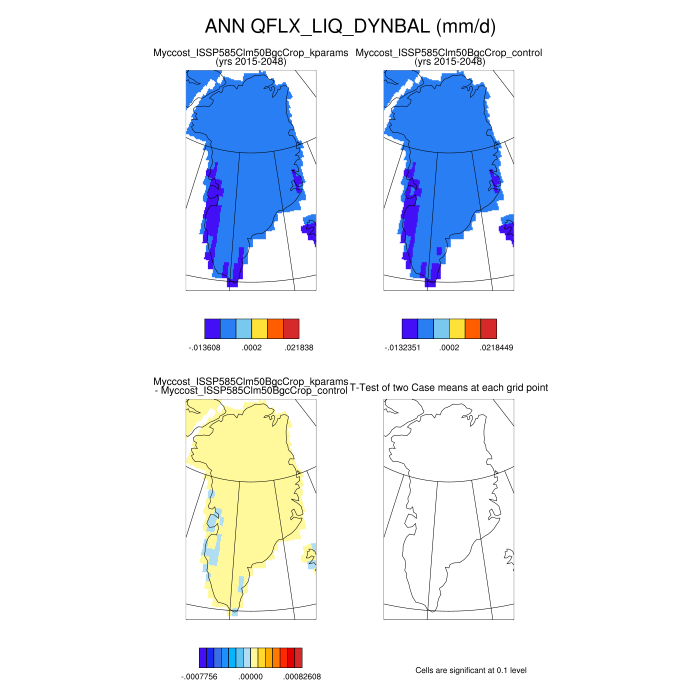 ANN QFLX_LIQ_DYNBAL (mm/d)
Myccost_ISSP585Clm50BgcCrop_kparams
(yrs 2015-2048)
Myccost_ISSP585Clm50BgcCrop_control
(yrs 2015-2048)
-.013608 .0002 .021838
-.0132351 .0002 .0218449
Myccost_ISSP585Clm50BgcCrop_kparams
- Myccost_ISSP585Clm50BgcCrop_control
T-Test of two Case means at each grid point
-.0007756 .00000 .00082608
Cells are significant at 0.1 level